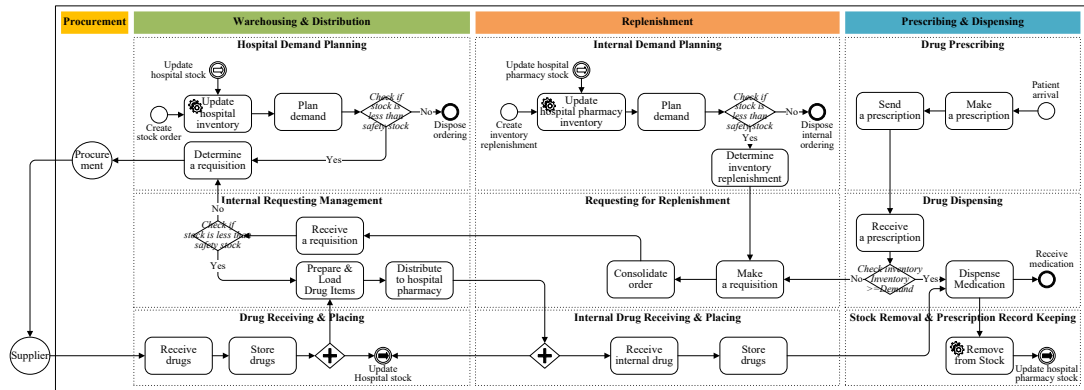 Procurement
Warehousing & Distribution
Replenishment
Prescribing & Dispensing
Hospital Demand Planning
Update
hospital stock
Update
hospital
inventory
Create
stock order
Plan
demand
Check if
stock is
less than
safety stock
No
Dispose
ordering
Yes
Determine
a requisition
Procure
ment
Internal Demand Planning
Update hospital
pharmacy stock
Update
hospital pharmacy
inventory
Create
inventory
replenishment
Plan
demand
Check if
stock is
less than
safety stock
No
Dispose internal
ordering
Yes
Determine
inventory
replenishment
Drug Prescribing
Patient
arrival
Make
a prescription
Send
a prescription
Internal Requesting Management
No
Check if
stock is less than
safety stock
Yes
Receive
a requisition
Prepare &
Load
Drug Items
Distribute
to hospital
pharmacy
Requesting for Replenishment
Consolidate
order
Make
a requisition
Drug Dispensing
Receive
a prescription
No
Check inventory
Inventory
>=Demand
Yes
Dispense
Medication
Receive
medication
Drug Receiving & Placing
Supplier
Receive
drugs
Store
drugs
Update
Hospital stock
Internal Drug Receiving & Placing
Receive
internal drug
Store
drugs
Stock Removal & Prescription Record Keeping
Remove
from Stock
Update hospital
pharmacy stock